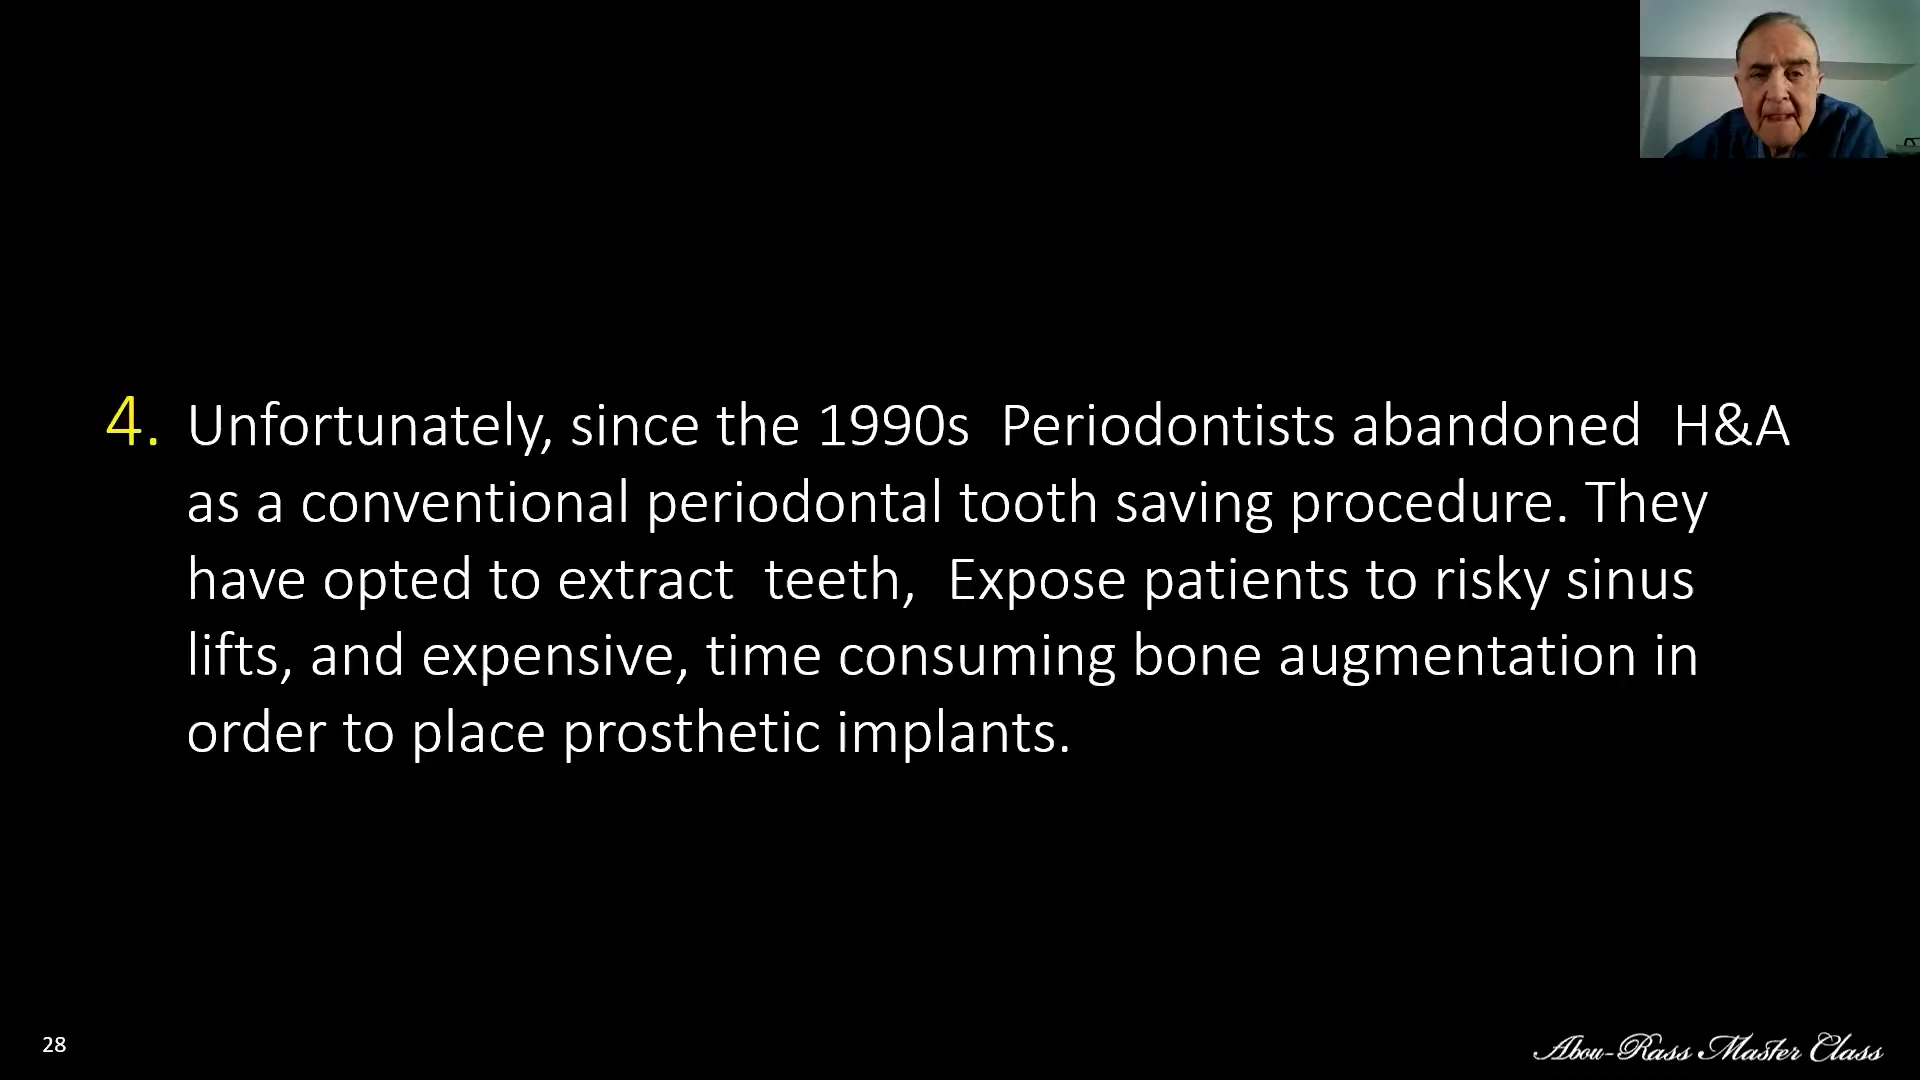 4. Unfortunately, since the 1990s Periodontists abandoned H&A
as a conventional periodontal tooth saving procedure. They
have opted to extract teeth, Expose patients to risky sinus
lifts, and expensive, time consuming bone augmentation in
order to place prosthetic implants.
28
Abou-Rass Master Class